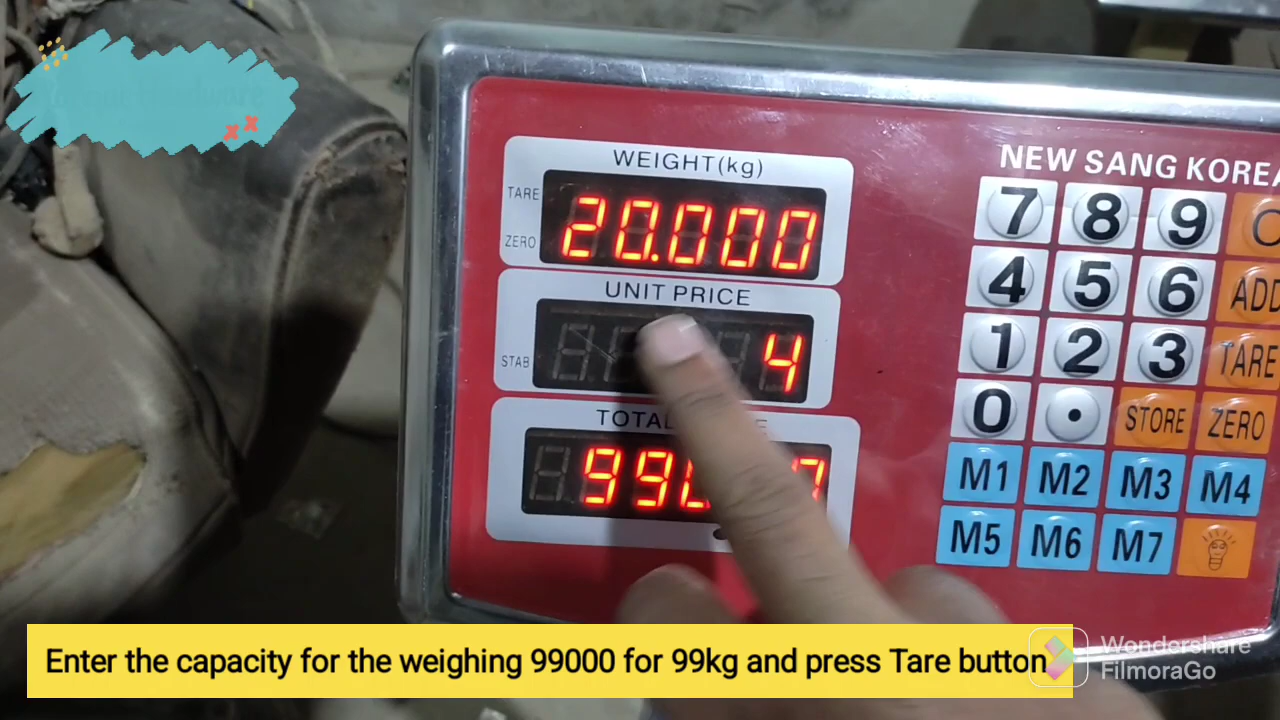 WEIGHT(kg)
TARE
ZERO
20.000
UNIT PRICE
STAB
4
NEW SANG KOREA
7 8 9 C
4 5 6 ADD
1 2 3 TARE
0 . STORE ZERO
M1 M2 M3 M4
M5 M6 M7
Enter the capacity for the weighing 99000 for 99kg and press Tare button
Wondershare
FilmoraGo